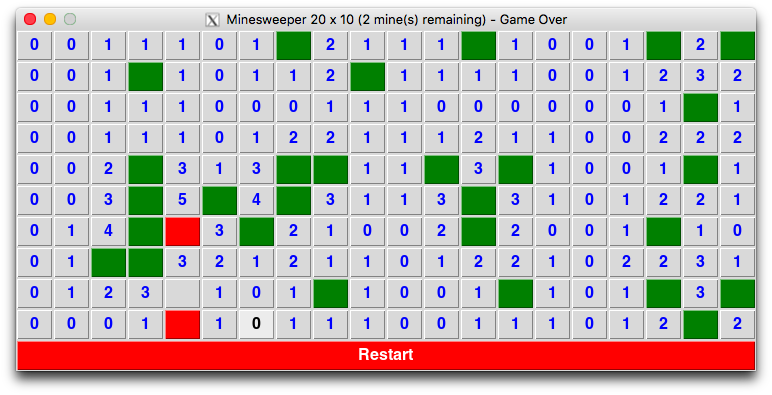 Minesweeper 20 x 10 (2 mine(s) remaining) - Game Over
0 0 1 1 1 0 1 2 1 1 1 1 0 0 1 2
0 0 1 1 0 1 1 2 1 1 1 1 0 0 1 2 3 2
0 0 1 1 1 0 0 0 1 1 1 0 0 0 0 0 0 1 1
0 0 1 1 1 0 1 2 2 1 1 1 2 1 1 0 0 2 2 2
0 0 2 3 1 3 1 1 3 1 0 0 1 1
0 0 3 5 4 3 1 1 3 3 1 0 1 2 2 1
0 1 4 3 2 1 0 0 2 2 0 0 1 1 0
0 1 3 2 1 2 1 1 0 1 2 2 1 0 2 2 3 1
0 1 2 3 1 0 1 1 0 0 1 1 0 1 3
0 0 0 1 1 0 1 1 1 0 0 1 1 1 0 1 2 2
Restart